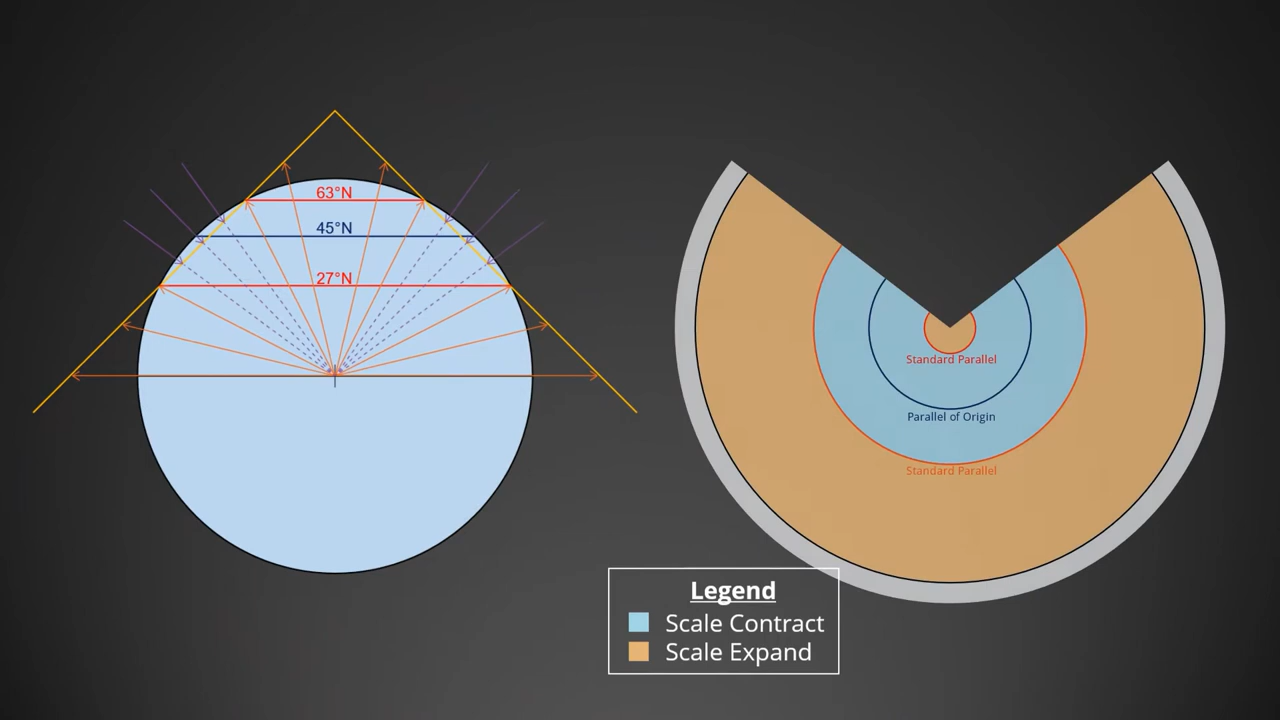 63°N
45°N
27°N
Standard Parallel
Parallel of Origin
Standard Parallel
Legend
Scale Contract
Scale Expand